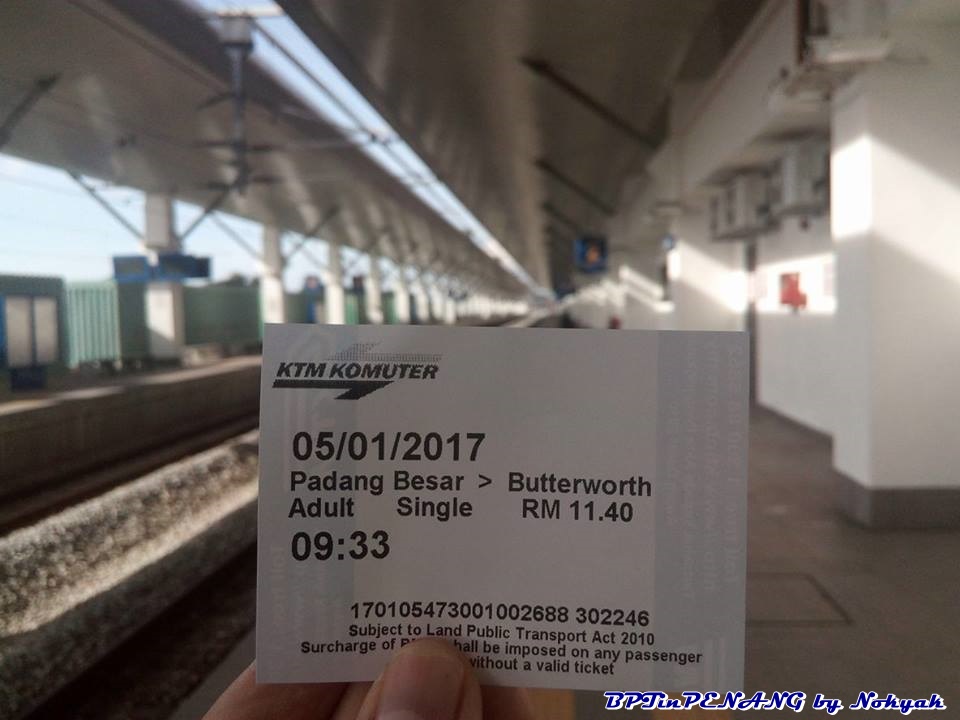 KTM KOMUTER
05/01/2017
Padang Besar > Butterworth
Adult Single RM 11.40
09:33
170105473001002688 302246
Subject to Land Public Transport Act 2010
Surcharge of shall be imposed on any passenger
without a valid ticket
BPTinPENANG by Nohyak